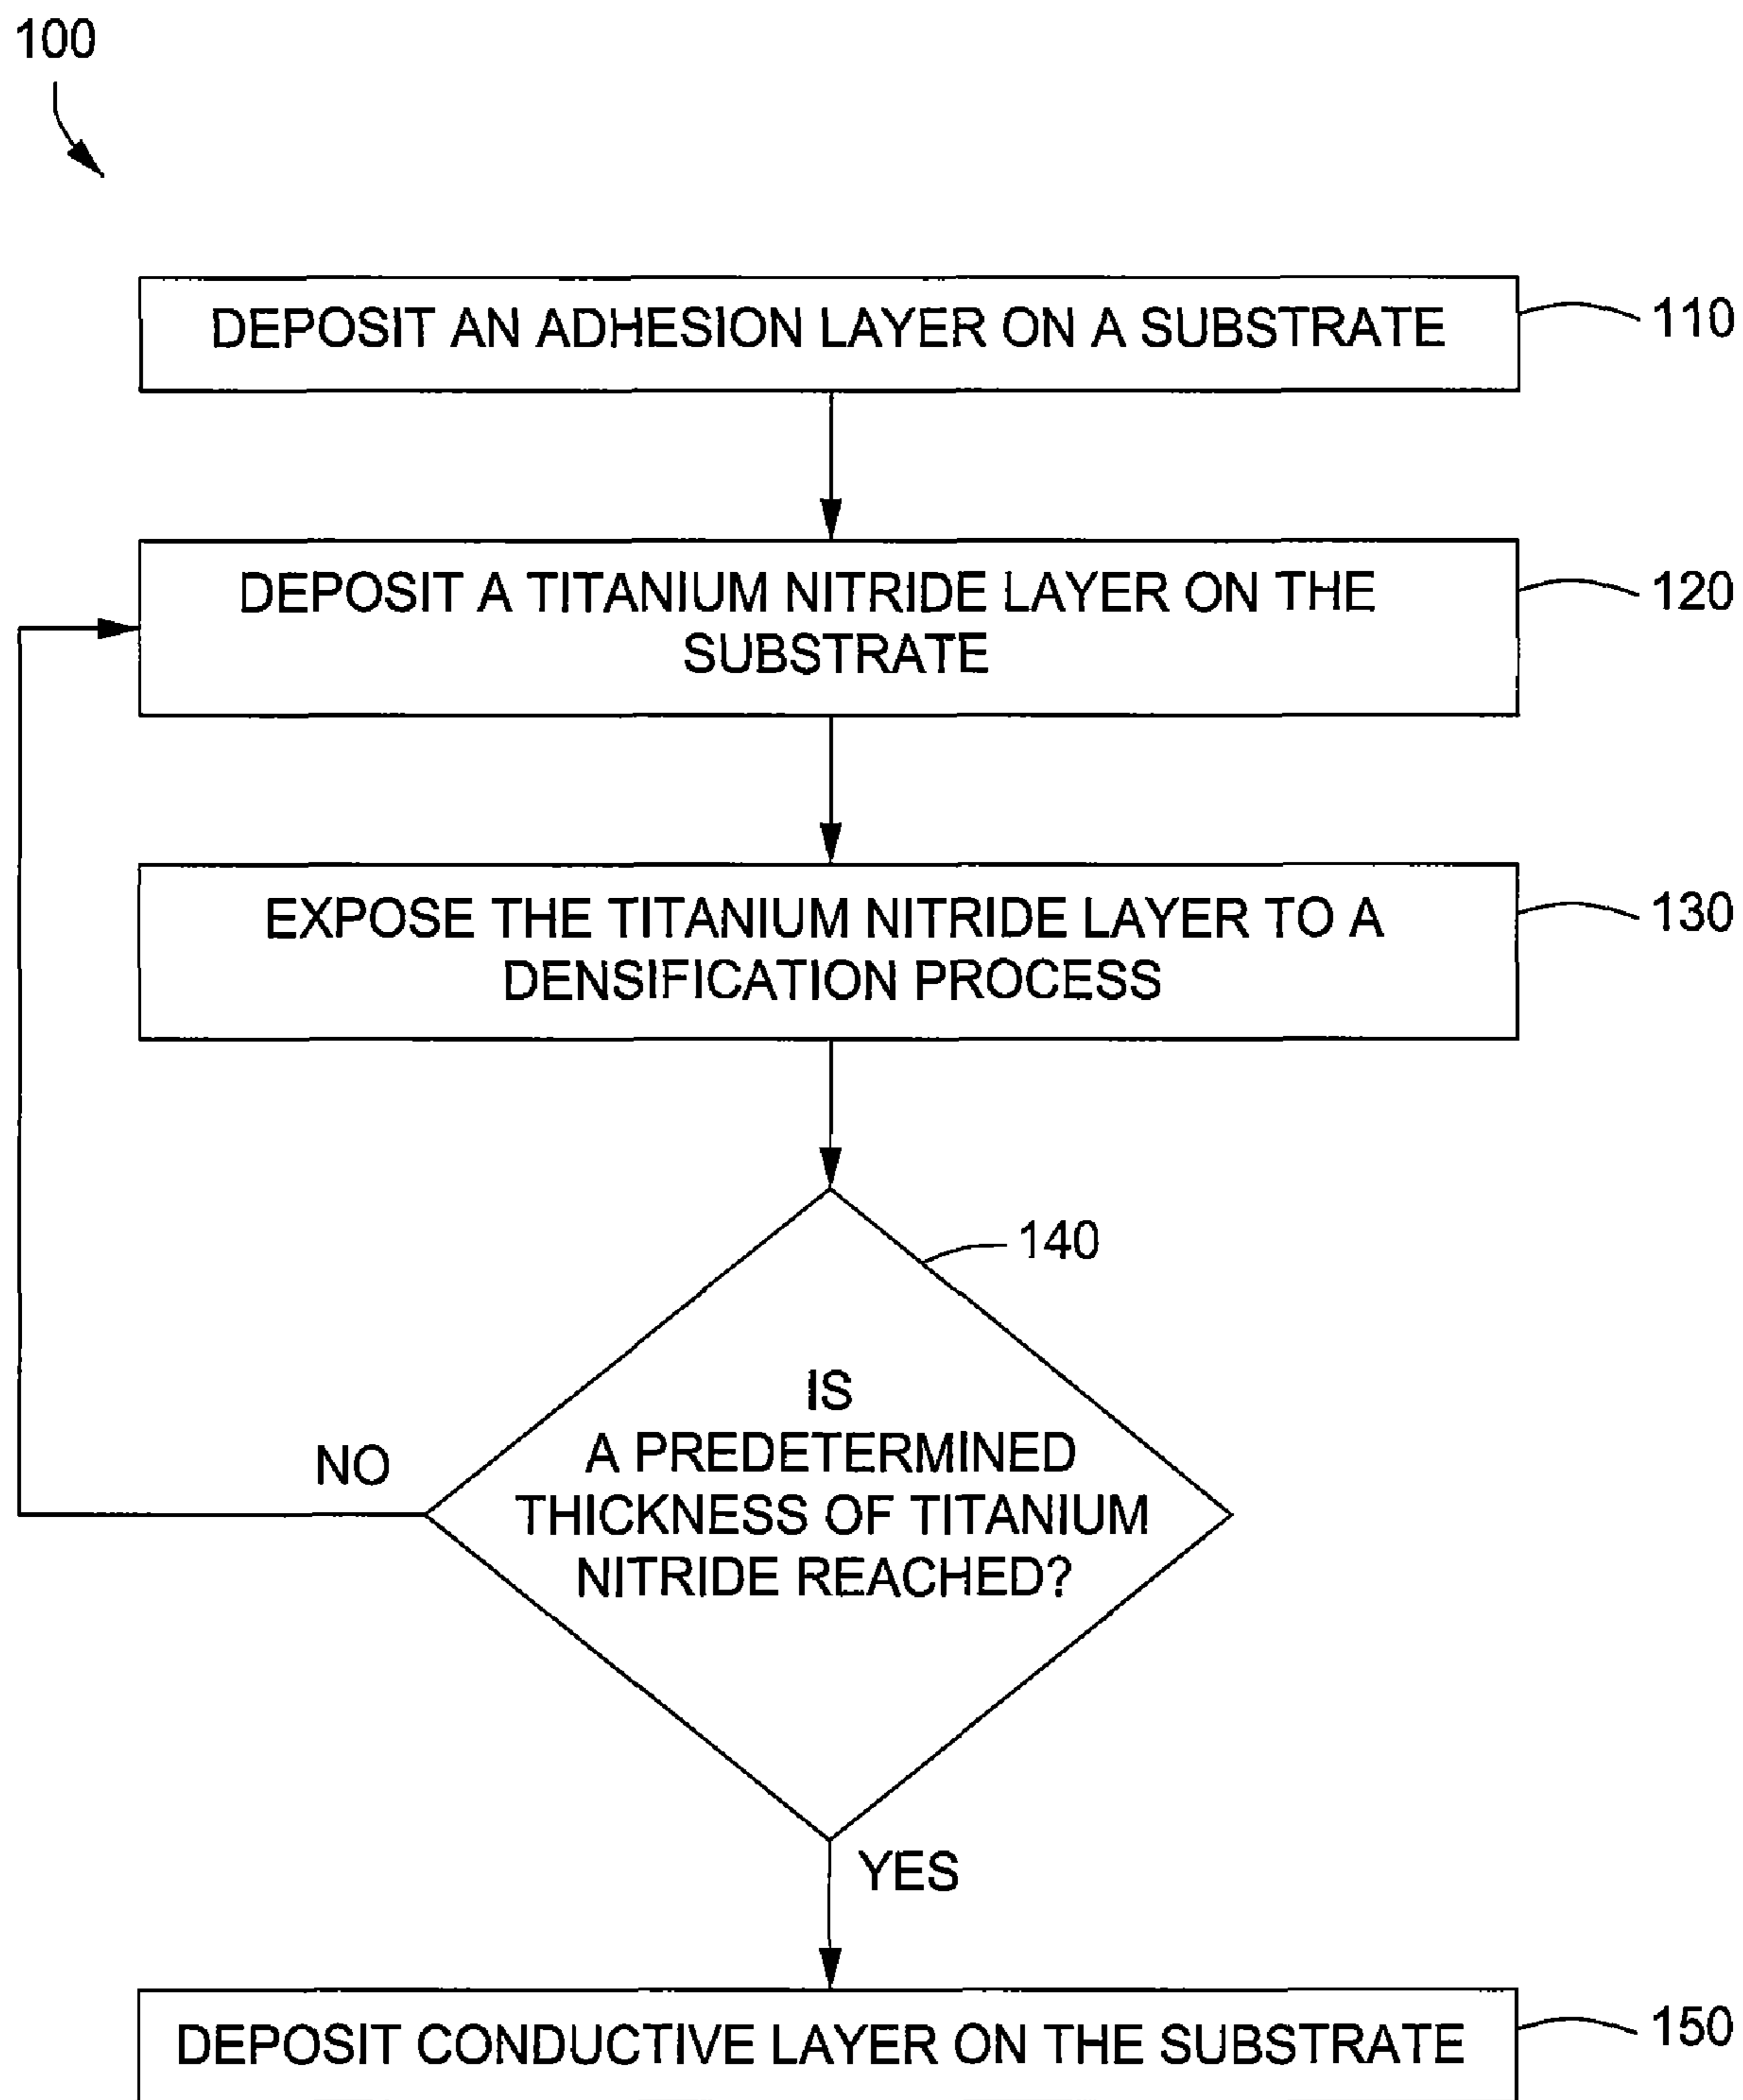 100
DEPOSIT AN ADHESION LAYER ON A SUBSTRATE
110
DEPOSIT A TITANIUM NITRIDE LAYER ON THE
SUBSTRATE
120
EXPOSE THE TITANIUM NITRIDE LAYER TO A
DENSIFICATION PROCESS
130
140
IS
A PREDETERMINED
THICKNESS OF TITANIUM
NITRIDE REACHED?
NO
YES
DEPOSIT CONDUCTIVE LAYER ON THE SUBSTRATE
150